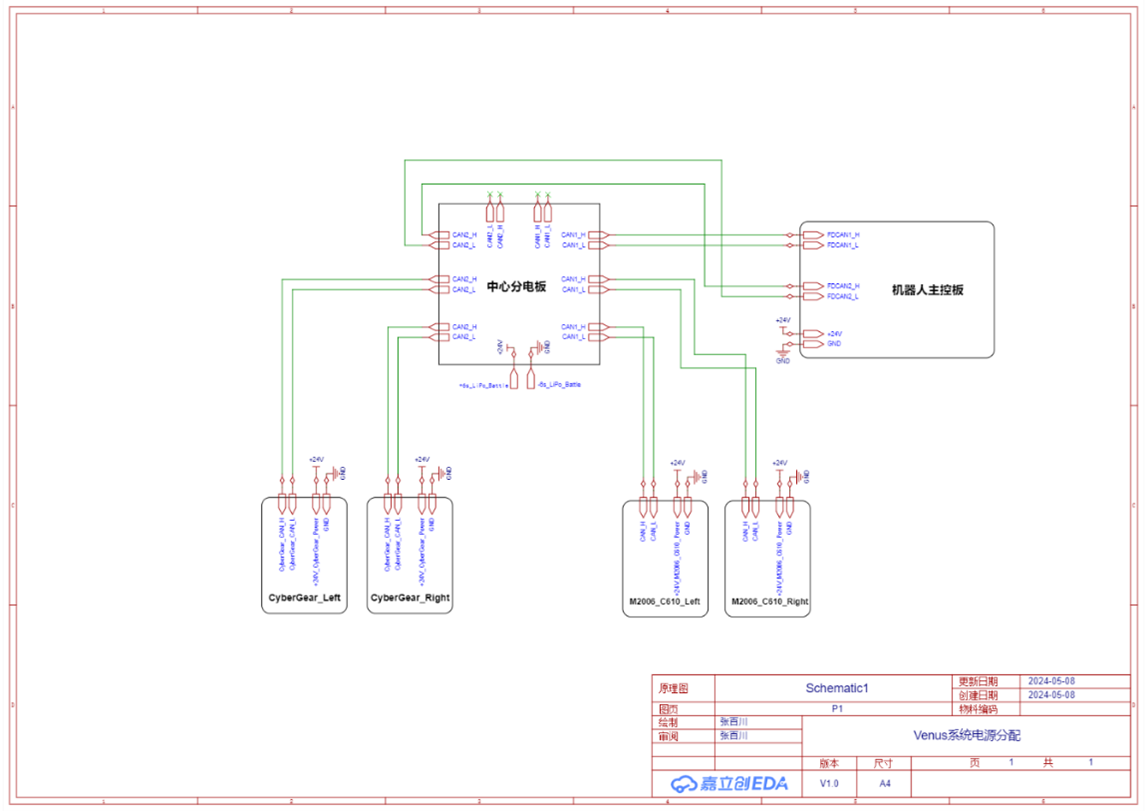 1 2 3 4 5 6
A
B
C
D
CAN2_H
CAN2_L
CAN2_L
CAN2_H
CAN1_H
CAN1_L
CAN1_H
CAN1_L
CAN2_H
CAN2_L
中心分电板
CAN1_H
CAN1_L
CAN2_H
CAN2_L
+24V
GND
CAN1_H
CAN1_L
+6s_LiPo_Battle
-6s_LiPo_Battle
FDCAN1_H
FDCAN1_L
FDCAN2_H
FDCAN2_L
机器人主控板
+24V
+24V
GND
GND
+24V
GND
CyberGear_CAN_H
CyberGear_CAN_L
+24V_CyberGear_Power
GND
CyberGear_Left
+24V
GND
CyberGear_CAN_H
CyberGear_CAN_L
+24V_CyberGear_Power
GND
CyberGear_Right
+24V
GND
CAN_H
CAN_L
+24V_M2006_C610_Power
GND
M2006_C610_Left
+24V
GND
CAN_H
CAN_L
+24V_M2006_C610_Power
GND
M2006_C610_Right
原理图 Schematic1 更新日期 2024-05-08
创建日期 2024-05-08
图页 P1 物料编码
绘制 张百川
审阅 张百川
Venus系统电源分配
版本 尺寸 页 1 共 1
嘉立创EDA V1.0 A4